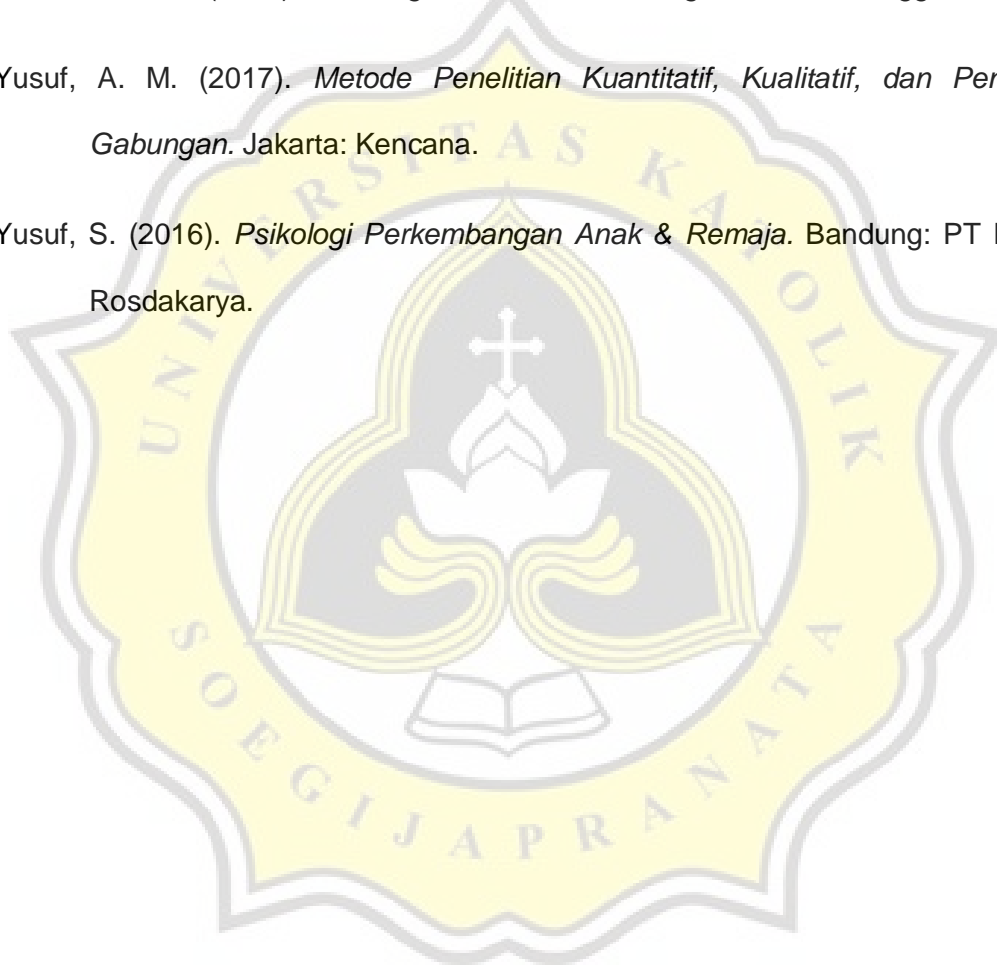 Yusuf, A. M. (2017). Metode Penelitian Kuantitatif, Kualitatif, dan
Gabungan. Jakarta: Kencana.
Yusuf, S. (2016). Psikologi Perkembangan Anak & Remaja. Bandung: PT
Rosdakarya.
UNIVERSITAS KATOLIK
SOEGIJAPRANATA